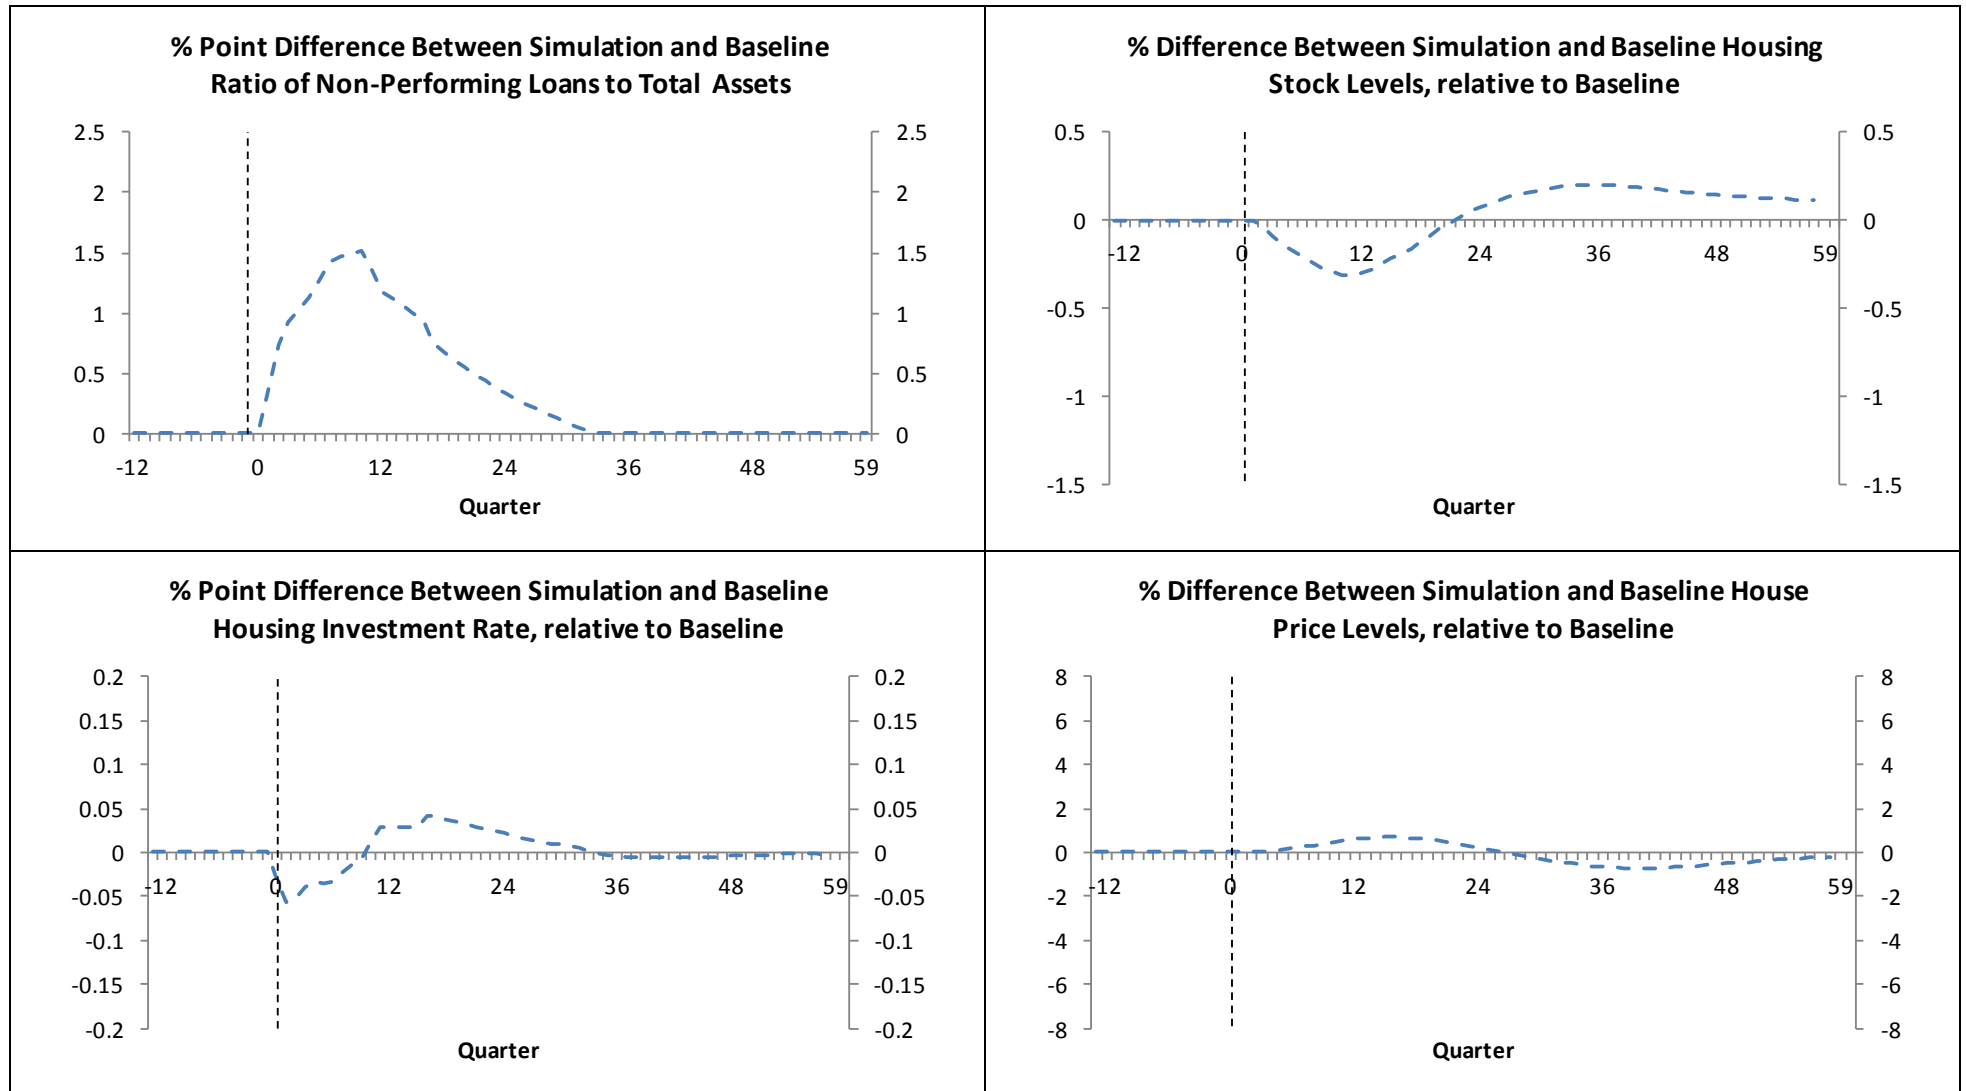 % Point Difference Between Simulation and Baseline
Ratio of Non-Performing Loans to Total Assets
2.5 2.5
2 2
1.5 1.5
1 1
0.5 0.5
0 0
-12 0 12 24 36 48 59
Quarter
% Difference Between Simulation and Baseline Housing
Stock Levels, relative to Baseline
0.5 0.5
0 0
-12 0 12 24 36 48 59
-0.5 -0.5
-1 -1
-1.5 -1.5
Quarter
% Point Difference Between Simulation and Baseline
Housing Investment Rate, relative to Baseline
0.2 0.2
0.15 0.15
0.1 0.1
0.05 0.05
0 0
-12 0 12 24 36 48 59
-0.05 -0.05
-0.1 -0.1
-0.15 -0.15
-0.2 -0.2
Quarter
% Difference Between Simulation and Baseline House
Price Levels, relative to Baseline
8 8
6 6
4 4
2 2
0 0
-12 0 12 24 36 48 59
-2 -2
-4 -4
-6 -6
-8 -8
Quarter